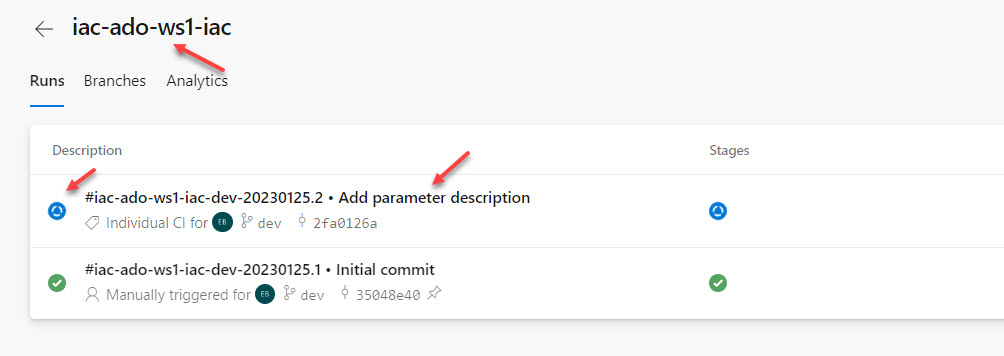 iac-ado-ws1-iac
Runs Branches Analytics
Description Stages
#iac-ado-ws1-iac-dev-20230125.2 • Add parameter description
Individual CI for EB dev 2fa0126a
#iac-ado-ws1-iac-dev-20230125.1 • Initial commit
Manually triggered for EB dev 35048e40